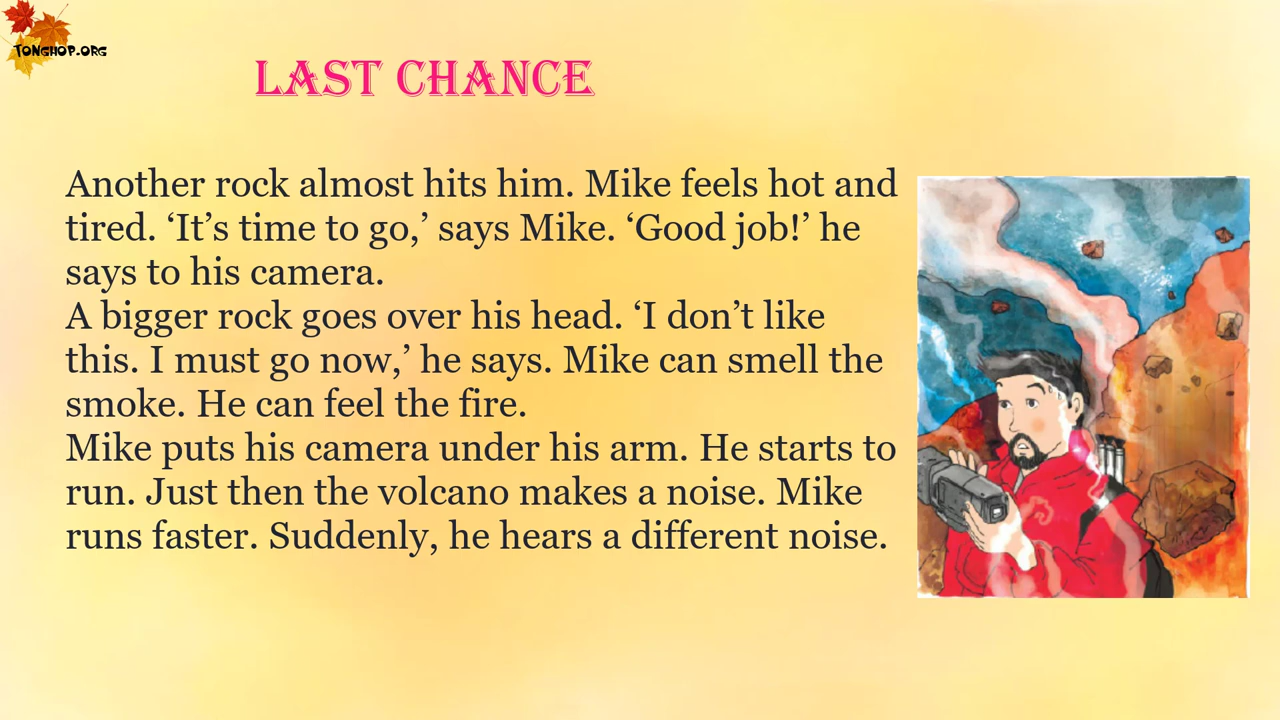 TONGHOP.ORG
LAST CHANCE
Another rock almost hits him. Mike feels hot and
tired. ‘It’s time to go,’ says Mike. ‘Good job!’ he
says to his camera.
A bigger rock goes over his head. ‘I don’t like
this. I must go now,’ he says. Mike can smell the
smoke. He can feel the fire.
Mike puts his camera under his arm. He starts to
run. Just then the volcano makes a noise. Mike
runs faster. Suddenly, he hears a different noise.